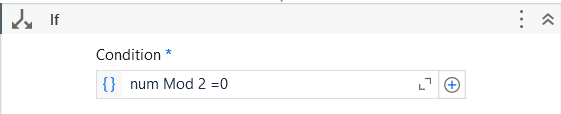 If
Condition *
{} num Mod 2 =0